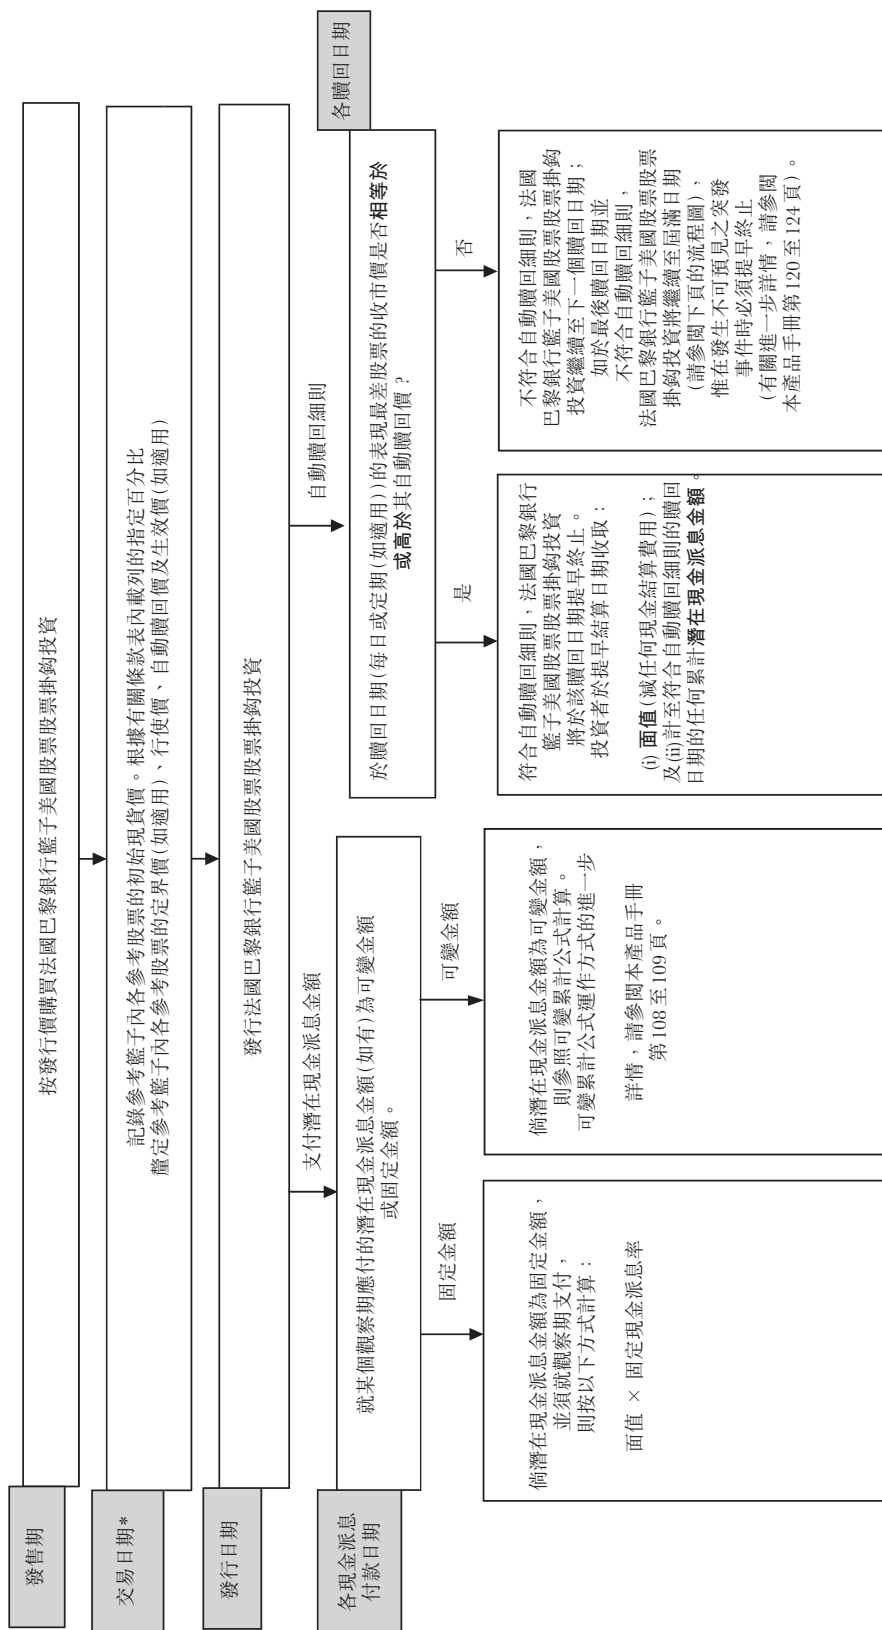 發售期
按發行價購買法國巴黎銀行籃子美國股票股票掛鈎投資
交易日期*
記錄參考籃子內各參考股票的初始現貨價。根據有關條款表內載列的指定百分比
釐定參考籃子內各參考股票的定界價(如適用)、行使價、自動贖回價及生效價(如適用)
發行日期
發行法國巴黎銀行籃子美國股票股票掛鈎投資
支付潛在現金派息金額
自動贖回細則
各現金派息
付款日期
就某個觀察期應付的潛在現金派息金額(如有)為可變金額
或固定金額。
各贖回日期
於贖回日期(每日或定期(如適用))的表現最差股票的收市價是否相等於
或高於其自動贖回價?
固定金額
可變金額
是
否
倘潛在現金派息金額為固定金額,
並須就觀察期支付,
則按以下方式計算:
面值 × 固定現金派息率
倘潛在現金派息金額為可變金額,
則參照可變累計公式計算。
可變累計公式運作方式的進一步
詳情,請參閱本產品手冊
第108至109頁。
符合自動贖回細則,法國巴黎銀行
籃子美國股票股票掛鈎投資
將於該贖回日期提早終止。
投資者於提早結算日期收取:
(i) 面值(減任何現金結算費用);
及(ii)計至符合自動贖回細則的贖回
日期的任何累計潛在現金派息金額。
不符合自動贖回細則,法國
巴黎銀行籃子美國股票股票掛鈎
投資繼續至下一個贖回日期;
如於最後贖回日期並
不符合自動贖回細則,
法國巴黎銀行籃子美國股票股票
掛鈎投資將繼續至屆滿日期
(請參閱下頁的流程圖),
惟在發生不可預見之突發
事件時必須提早終止
(有關進一步詳情,請參閱
本產品手冊第120至124頁)。